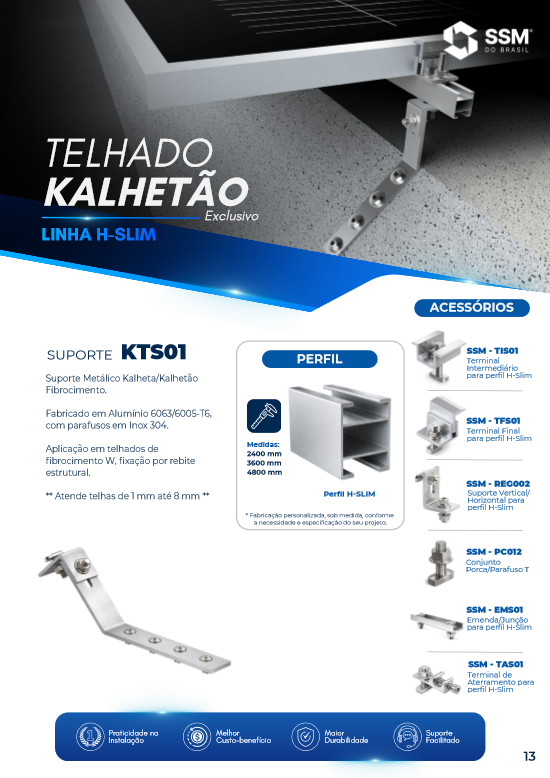 SSM®
DO BRASIL
TELHADO
KALHETÃO
Exclusivo
LINHA H-SLIM
SUPORTE KTS01
Suporte Metálico Kalheta/Kalhetão
Fibrocimento.
Fabricado em Alumínio 6063/6005-T6,
com parafusos em Inox 304.
Aplicação em telhados de
fibrocimento W, fixação por rebite
estrutural.
** Atende telhas de 1 mm até 8 mm **
PERFIL
Medidas:
2400 mm
3600 mm
4800 mm
Perfil H-SLIM
* Fabricação personalizada, sob medida, conforme
a necessidade e especificação do seu projeto.
ACESSÓRIOS
SSM - TIS01
Terminal
Intermediário
para perfil H-Slim
SSM - TFS01
Terminal Final
para perfil H-Slim
SSM - REG002
Suporte Vertical/
Horizontal para
perfil H-Slim
SSM - PC012
Conjunto
Porca/Parafuso T
SSM - EMS01
Emenda/Junção
para perfil H-Slim
SSM - TAS01
Terminal de
Aterramento para
perfil H-Slim
1
Praticidade na
Instalação
$
Melhor
Custo-benefício
Maior
Durabilidade
Suporte
Facilitado
13